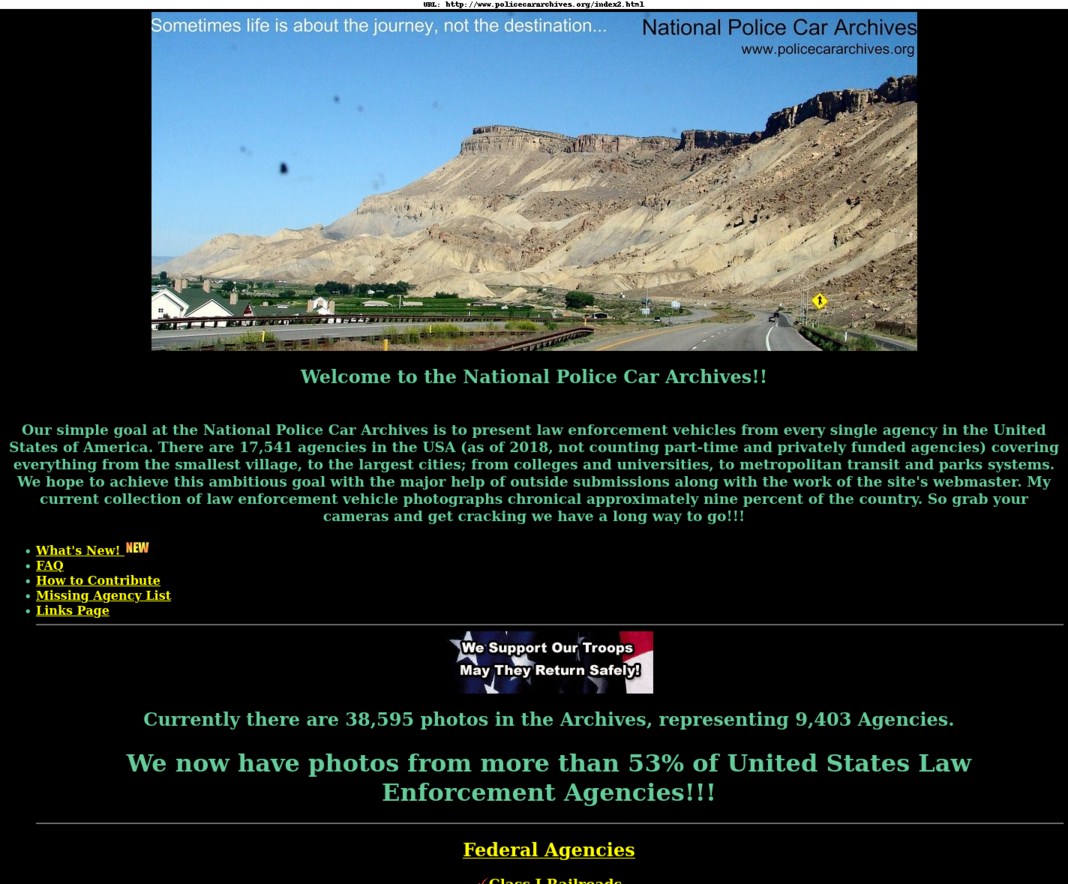 URL: http://www.policecararchives.org/index2.html
Sometimes life is about the journey, not the destination...
National Police Car Archives
www.policecararchives.org
Welcome to the National Police Car Archives!!
Our simple goal at the National Police Car Archives is to present law enforcement vehicles from every single agency in the United
States of America. There are 17,541 agencies in the USA (as of 2018, not counting part-time and privately funded agencies) covering
everything from the smallest village, to the largest cities; from colleges and universities, to metropolitan transit and parks systems.
We hope to achieve this ambitious goal with the major help of outside submissions along with the work of the site's webmaster. My
current collection of law enforcement vehicle photographs chronical approximately nine percent of the country. So grab your
cameras and get cracking we have a long way to go!!!
What's New! NEW
FAQ
How to Contribute
Missing Agency List
Links Page
We Support Our Troops
May They Return Safely!
Currently there are 38,595 photos in the Archives, representing 9,403 Agencies.
We now have photos from more than 53% of United States Law
Enforcement Agencies!!!
Federal Agencies
Class I Railroads